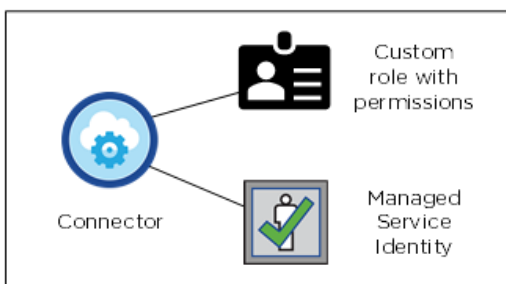 Custom
role with
permissions
Connector
Managed
Service
Identity